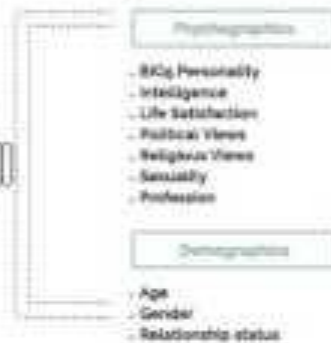 Psychographics
- BIG5 Personality
- Intelligence
- Life Satisfaction
- Political Views
- Religious Views
- Sexuality
- Profession
Demographics
- Age
- Gender
- Relationship status